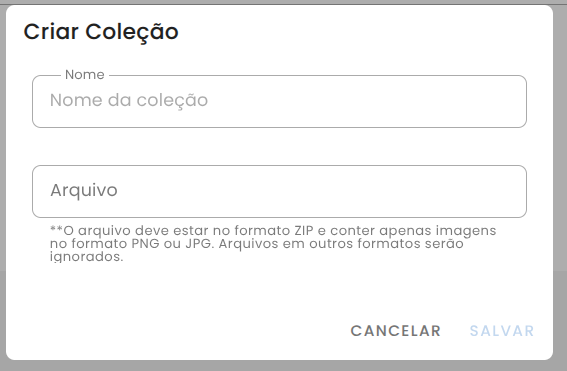 Criar Coleção
Nome
Nome da coleção
Arquivo
**O arquivo deve estar no formato ZIP e conter apenas imagens
no formato PNG ou JPG. Arquivos em outros formatos serão
ignorados.
CANCELAR SALVAR